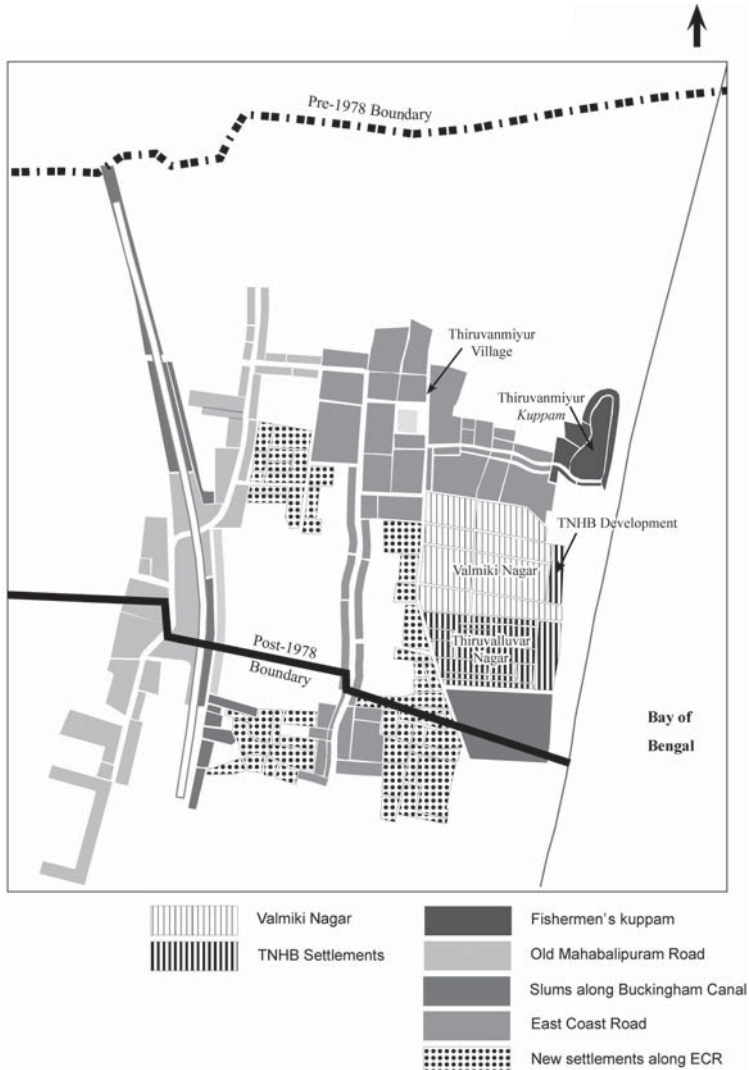 Pre-1978 Boundary
Thiruvanmiyur
Village
Thiruvanmiyur
Kuppam
TNHB Development
Valmiki Nagar
Thiruvalluvar
Nagar
Post-1978
Boundary
Bay of
Bengal
Valmiki Nagar
TNHB Settlements
Fishermen's kuppam
Old Mahabalipuram Road
Slums along Buckingham Canal
East Coast Road
New settlements along ECR